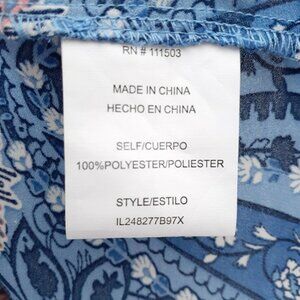 RN # 111503
MADE IN CHINA
HECHO EN CHINA
SELF/CUERPO
100%POLYESTER/POLIESTER
STYLE/ESTILO
IL248277B97X